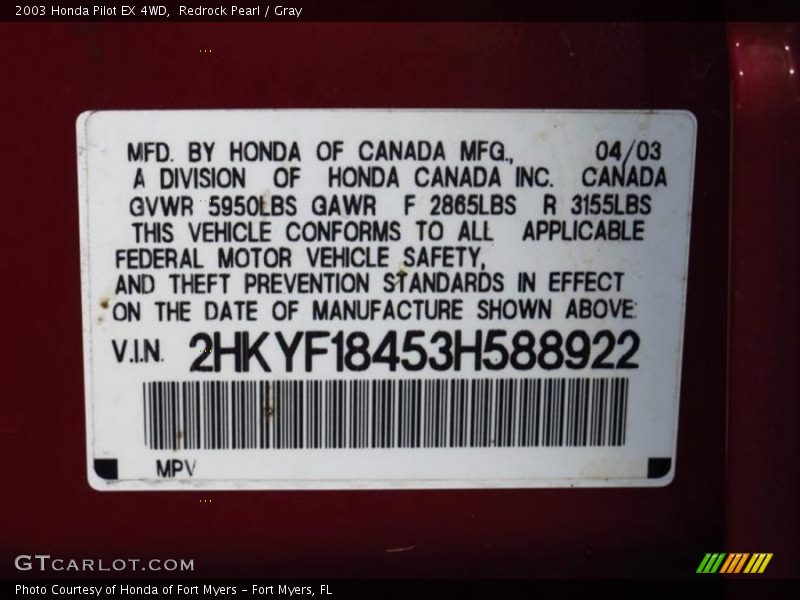 2003 Honda Pilot EX 4WD,  Redrock Pearl / Gray
MFD. BY HONDA OF CANADA MFG., 04/03
A DIVISION OF HONDA CANADA INC. CANADA
GVWR 5950LBS GAWR F 2865LBS R 3155LBS
THIS VEHICLE CONFORMS TO ALL APPLICABLE
FEDERAL MOTOR VEHICLE SAFETY,
AND THEFT PREVENTION STANDARDS IN EFFECT
ON THE DATE OF MANUFACTURE SHOWN ABOVE:
V.I.N. 2HKYF18453H588922
MPV
GTCARLOT.COM
Photo Courtesy of Honda of Fort Myers - Fort Myers, FL